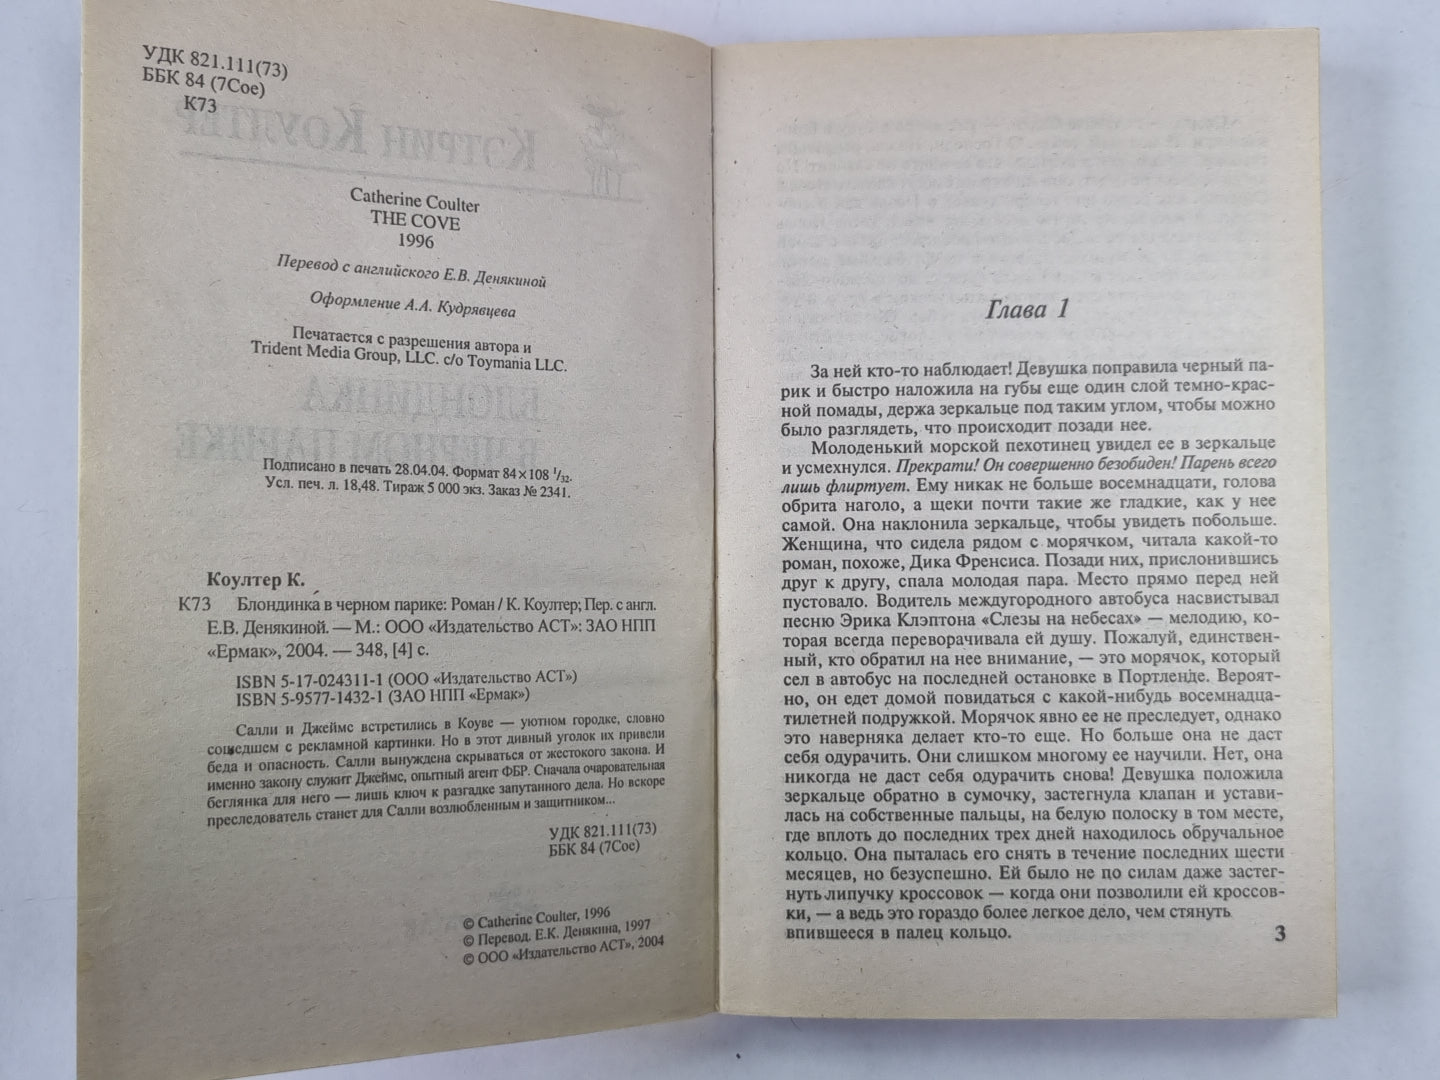 УДК 821.111(73)
ББК 84 (7Сое)
К73
Catherine Coulter
THE COVE
1996
Перевод с английского Е.В. Денякиной
Оформление А.А. Кудрявцева
Печатается с разрешения автора и
Trident Media Group, LLC. c/o Toymania LLC.
Подписано в печать 28.04.04. Формат 84×108 1/32.
Усл. печ. л. 18,48. Тираж 5 000 экз. Заказ № 2341.
Коултер К.
К73 Блондинка в черном парике: Роман / К. Коултер; Пер. с англ.
Е.В. Денякиной. — М.: ООО «Издательство АСТ»: ЗАО НПП
«Ермак», 2004. — 348, [4] с.
ISBN 5-17-024311-1 (ООО «Издательство АСТ»)
ISBN 5-9577-1432-1 (ЗАО НПП «Ермак»)
Салли и Джеймс встретились в Коуве — уютном городке, словно
сошедшем с рекламной картинки. Но в этот дивный уголок их привели
беда и опасность. Салли вынуждена скрываться от жестокого закона. И
именно закону служит Джеймс, опытный агент ФБР. Сначала очаровательная
беглянка для него — лишь ключ к разгадке запутанного дела. Но вскоре
преследователь станет для Салли возлюбленным и защитником...
УДК 821.111(73)
ББК 84 (7Сое)
© Catherine Coulter, 1996
© Перевод. Е.К. Денякина, 1997
© ООО «Издательство АСТ», 2004
Глава 1
За ней кто-то наблюдает! Девушка поправила черный па-
рик и быстро наложила на губы еще один слой темно-крас-
ной помады, держа зеркальце под таким углом, чтобы можно
было разглядеть, что происходит позади нее.
Молоденький морской пехотинец увидел ее в зеркальце
и усмехнулся. Прекрати! Он совершенно безобиден! Парень всего
лишь флиртует. Ему никак не больше восемнадцати, голова
обрита наголо, а щеки почти такие же гладкие, как у нее
самой. Она наклонила зеркальце, чтобы увидеть побольше.
Женщина, что сидела рядом с морячком, читала какой-то
роман, похоже, Дика Френсиса. Позади них, прислонившись
друг к другу, спала молодая пара. Место прямо перед ней
пустовало. Водитель междугородного автобуса насвистывал
песню Эрика Клэптона «Слезы на небесах» — мелодию, ко-
торая всегда переворачивала ей душу. Пожалуй, единствен-
ный, кто обратил на нее внимание, — это морячок, который
сел в автобус на последней остановке в Портленде. Вероят-
но, он едет домой повидаться с какой-нибудь восемнадца-
тилетней подружкой. Морячок явно ее не преследует, однако
это наверняка делает кто-то еще. Но больше она не даст
себя одурачить. Они слишком многому ее научили. Нет, она
никогда не даст себя одурачить снова! Девушка положила
зеркальце обратно в сумочку, застегнула клапан и устави-
лась на собственные пальцы, на белую полоску в том месте,
где вплоть до последних трех дней находилось обручальное
кольцо. Она пыталась его снять в течение последних шести
месяцев, но безуспешно. Ей было не по силам даже застег-
нуть липучку кроссовок — когда они позволили ей кроссов-
ки, — а ведь это гораздо более легкое дело, чем стянуть
впившееся в палец кольцо.
3